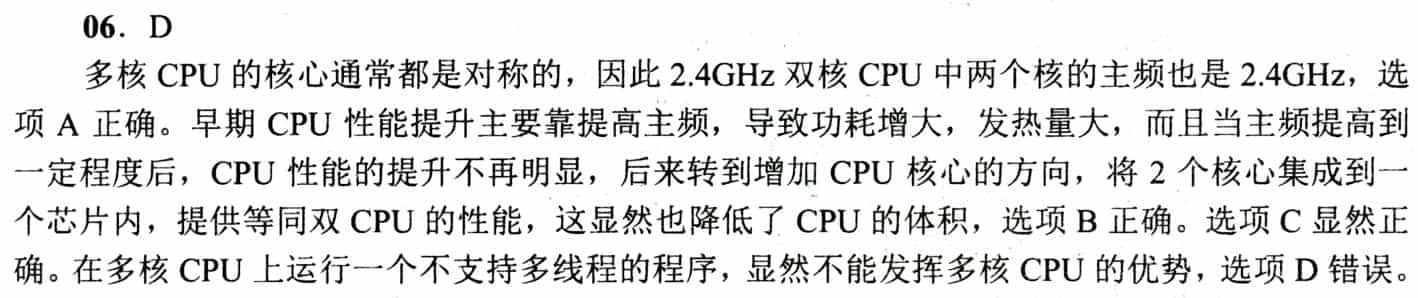 06．D
多核 CPU 的核心通常都是对称的，因此 2.4GHz 双核 CPU 中两个核的主频也是 2.4GHz，选
项 A 正确。早期 CPU 性能提升主要靠提高主频，导致功耗增大，发热量大，而且当主频提高到
一定程度后，CPU 性能的提升不再明显，后来转到增加 CPU 核心的方向，将 2 个核心集成到一
个芯片内，提供等同双 CPU 的性能，这显然也降低了 CPU 的体积，选项 B 正确。选项 C 显然正
确。在多核 CPU 上运行一个不支持多线程的程序，显然不能发挥多核 CPU 的优势，选项 D 错误。